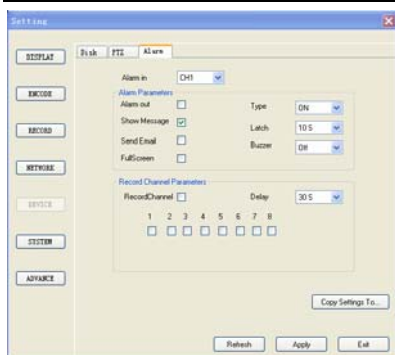 Setting
DISPLAY
ENCODE
RECORD
NETWORK
DEVICE
SYSTEM
ADVANCE
Disk PTZ Alarm
Alarm in CH1
Alarm Parameters
Alarm out Type ON
Show Message Latch 10 S
Send Email Buzzer Off
FullScreen
Record Channel Parameters
RecordChannel Delay 30 S
1 2 3 4 5 6 7 8
Copy Settings To...
Refresh Apply Exit